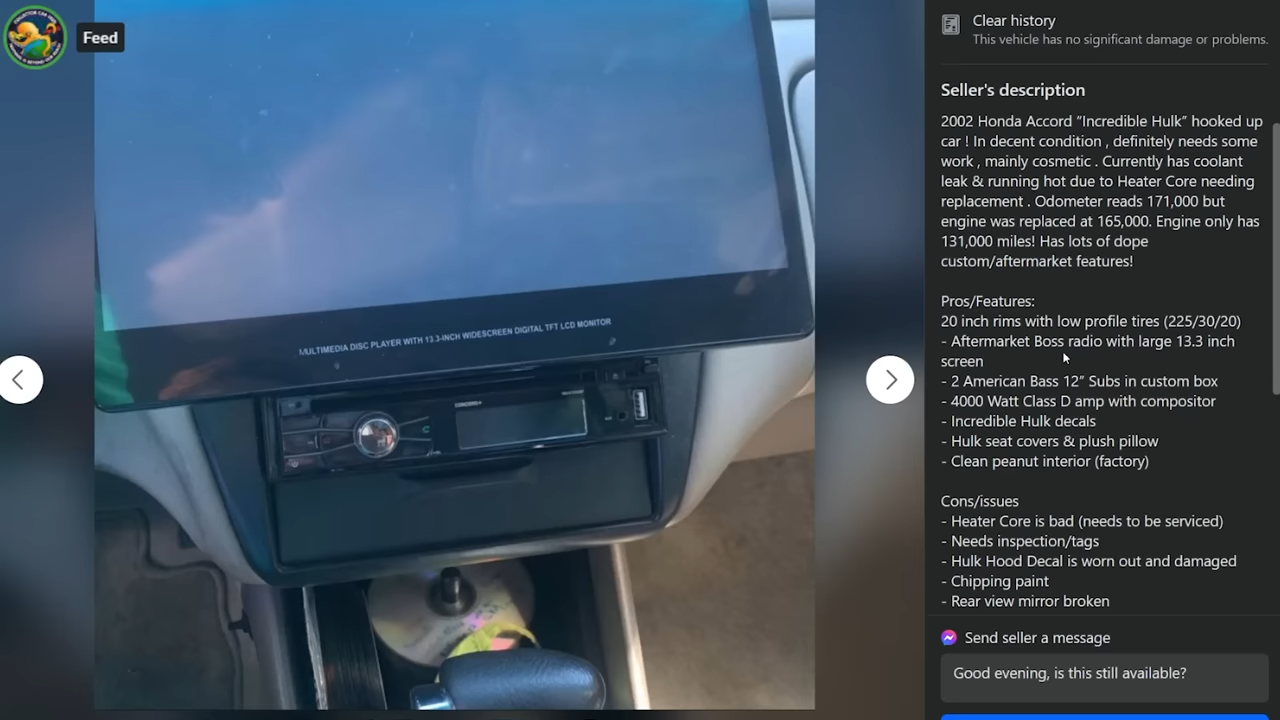 Feed
MULTIMEDIA DISC PLAYER WITH 13.3-INCH WIDESCREEN DIGITAL TFT LCD MONITOR
Clear history
This vehicle has no significant damage or problems.
Seller's description
2002 Honda Accord "Incredible Hulk" hooked up
car ! In decent condition , definitely needs some
work , mainly cosmetic . Currently has coolant
leak & running hot due to Heater Core needing
replacement . Odometer reads 171,000 but
engine was replaced at 165,000. Engine only has
131,000 miles! Has lots of dope
custom/aftermarket features!
Pros/Features:
20 inch rims with low profile tires (225/30/20)
- Aftermarket Boss radio with large 13.3 inch
screen
- 2 American Bass 12” Subs in custom box
- 4000 Watt Class D amp with compositor
- Incredible Hulk decals
- Hulk seat covers & plush pillow
- Clean peanut interior (factory)
Cons/issues
- Heater Core is bad (needs to be serviced)
- Needs inspection/tags
- Hulk Hood Decal is worn out and damaged
- Chipping paint
- Rear view mirror broken
Send seller a message
Good evening, is this still available?